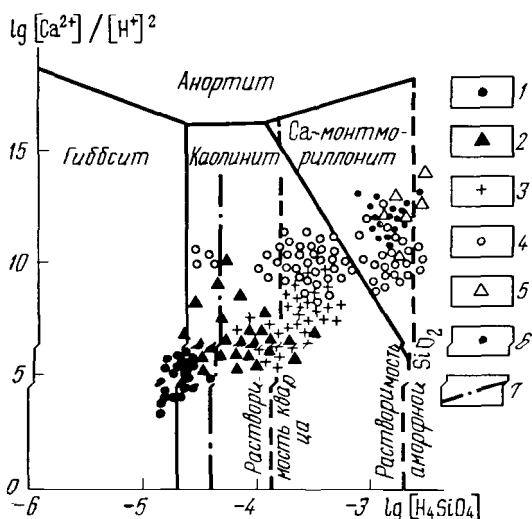 lg [Ca²⁺] / [H⁺]²
15
10
5
0
-6
-5
-4
-3
lg [H₄SiO₄]
Анортит
Гиббсит
Каолинит
Са-монтмо-
риллонит
Раствори-
мость квар-
ца
Растворимость
аморфной SiO₂
1
2
3
4
5
6
7